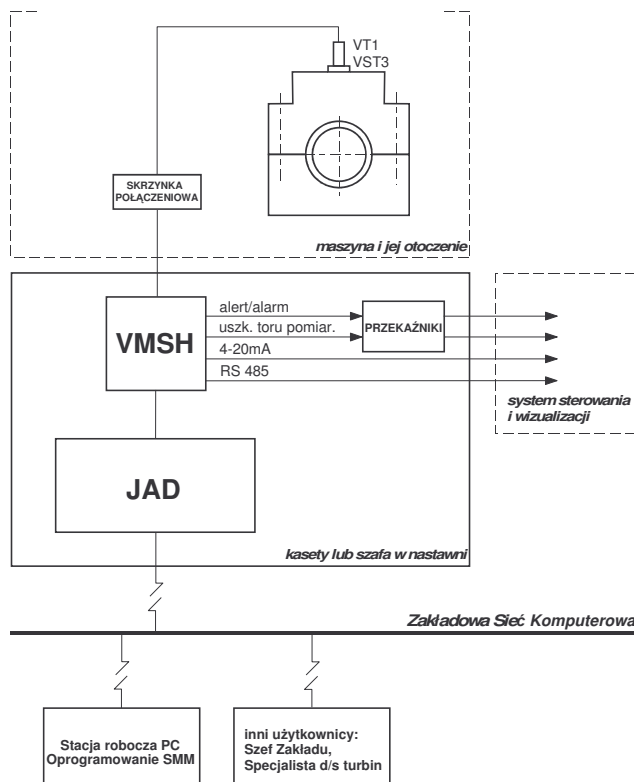 VT1
VST3
SKRZYNKA
POŁĄCZENIOWA
maszyna i jej otoczenie
alert/alarm
uszk. toru pomiar.
4-20mA
RS 485
VMSH
PRZEKAŹNIKI
system sterowania
i wizualizacji
JAD
kasety lub szafa w nastawni
Zakładowa Sieć Komputerowa
Stacja robocza PC
Oprogramowanie SMM
inni użytkownicy:
Szef Zakładu,
Specjalista d/s turbin